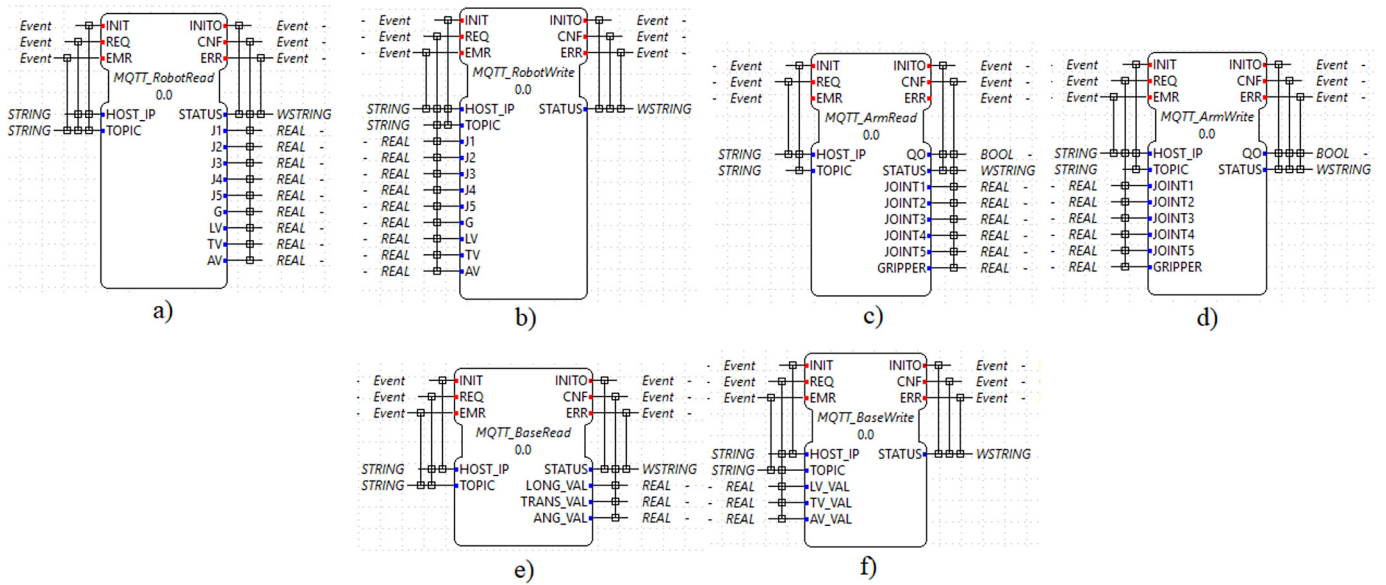 Event INIT INITO Event
Event REQ CNF Event
Event EMR ERR Event
MQTT_RobotRead
0.0
STRING HOST_IP STATUS WSTRING
STRING TOPIC J1 REAL
J2 REAL
J3 REAL
J4 REAL
J5 REAL
G REAL
LV REAL
TV REAL
AV REAL
a)
Event INIT INITO Event
Event REQ CNF Event
Event EMR ERR Event
MQTT_RobotWrite
0.0
STRING HOST_IP STATUS WSTRING
STRING TOPIC
REAL J1
REAL J2
REAL J3
REAL J4
REAL J5
REAL G
REAL LV
REAL TV
REAL AV
b)
Event INIT INITO Event
Event REQ CNF Event
Event EMR ERR Event
MQTT_ArmRead
0.0
STRING HOST_IP QO BOOL
STRING TOPIC STATUS WSTRING
JOINT1 REAL
JOINT2 REAL
JOINT3 REAL
JOINT4 REAL
JOINT5 REAL
GRIPPER REAL
c)
Event INIT INITO Event
Event REQ CNF Event
Event EMR ERR Event
MQTT_ArmWrite
0.0
STRING HOST_IP QO BOOL
STRING TOPIC STATUS WSTRING
REAL JOINT1
REAL JOINT2
REAL JOINT3
REAL JOINT4
REAL JOINT5
REAL GRIPPER
d)
Event INIT INITO Event
Event REQ CNF Event
Event EMR ERR Event
MQTT_BaseRead
0.0
STRING HOST_IP STATUS WSTRING
STRING TOPIC LONG_VAL REAL
TRANS_VAL REAL
ANG_VAL REAL
e)
Event INIT INITO Event
Event REQ CNF Event
Event EMR ERR Event
MQTT_BaseWrite
0.0
STRING HOST_IP STATUS WSTRING
STRING TOPIC
REAL LV_VAL
REAL TV_VAL
REAL AV_VAL
f)